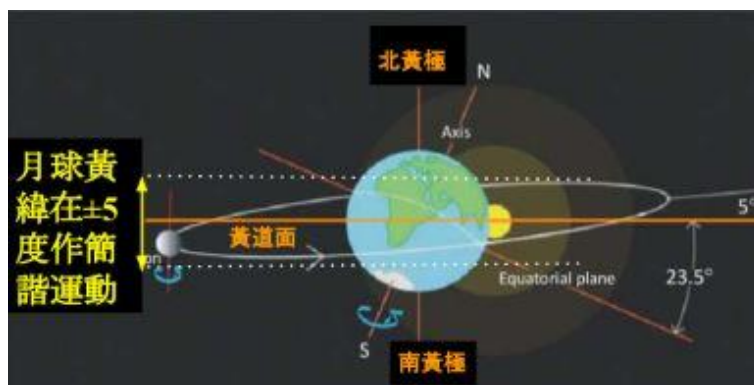 北黃極
N
Axis
月球黃
緯在±5
度作簡
諧運動
on
黃道面
5°
Equatorial plane
23.5°
S
南黃極